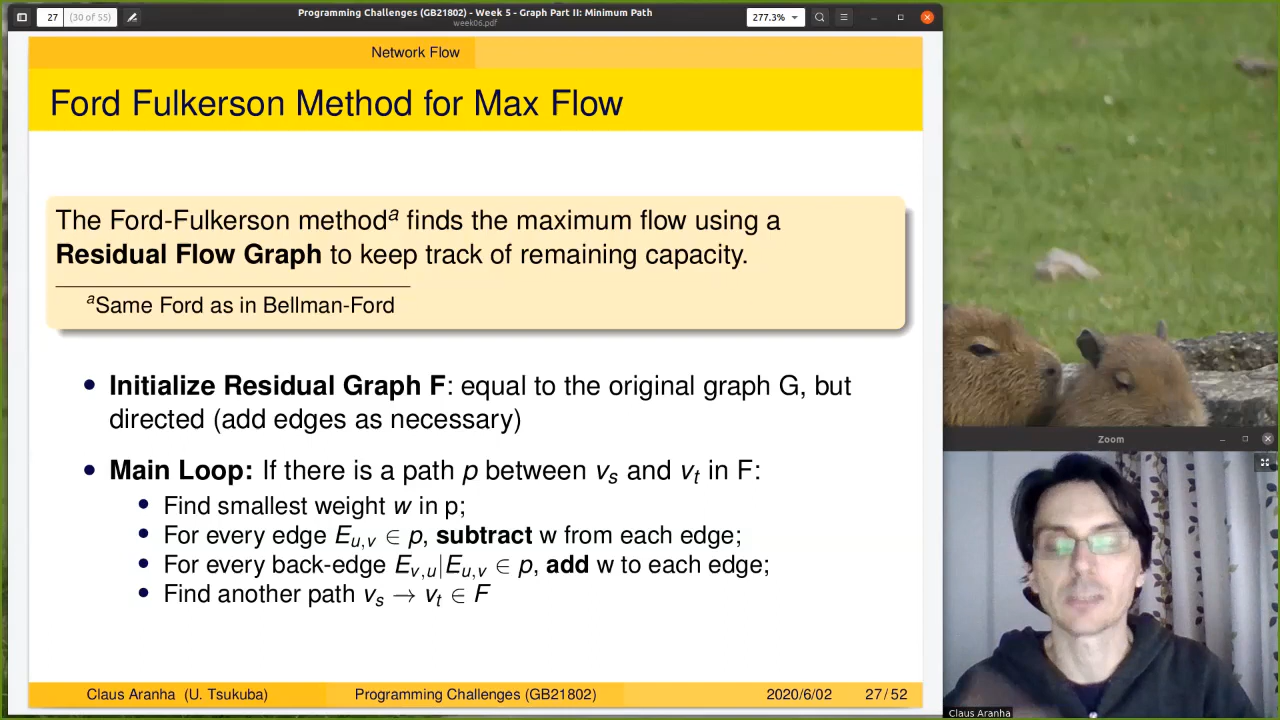 27 (30 of 55)
Programming Challenges (GB21802) - Week 5 - Graph Part II: Minimum Path
week06.pdf
277.3%
Network Flow
Ford Fulkerson Method for Max Flow
The Ford-Fulkerson methodᵃ finds the maximum flow using a
Residual Flow Graph to keep track of remaining capacity.
ᵃSame Ford as in Bellman-Ford
• Initialize Residual Graph F: equal to the original graph G, but
directed (add edges as necessary)
• Main Loop: If there is a path p between vₛ and vₜ in F:
• Find smallest weight w in p;
• For every edge E_{u,v} ∈ p, subtract w from each edge;
• For every back-edge E_{v,u}|E_{u,v} ∈ p, add w to each edge;
• Find another path vₛ → vₜ ∈ F
Claus Aranha (U. Tsukuba) Programming Challenges (GB21802) 2020/6/02 27/52
Zoom
Claus Aranha